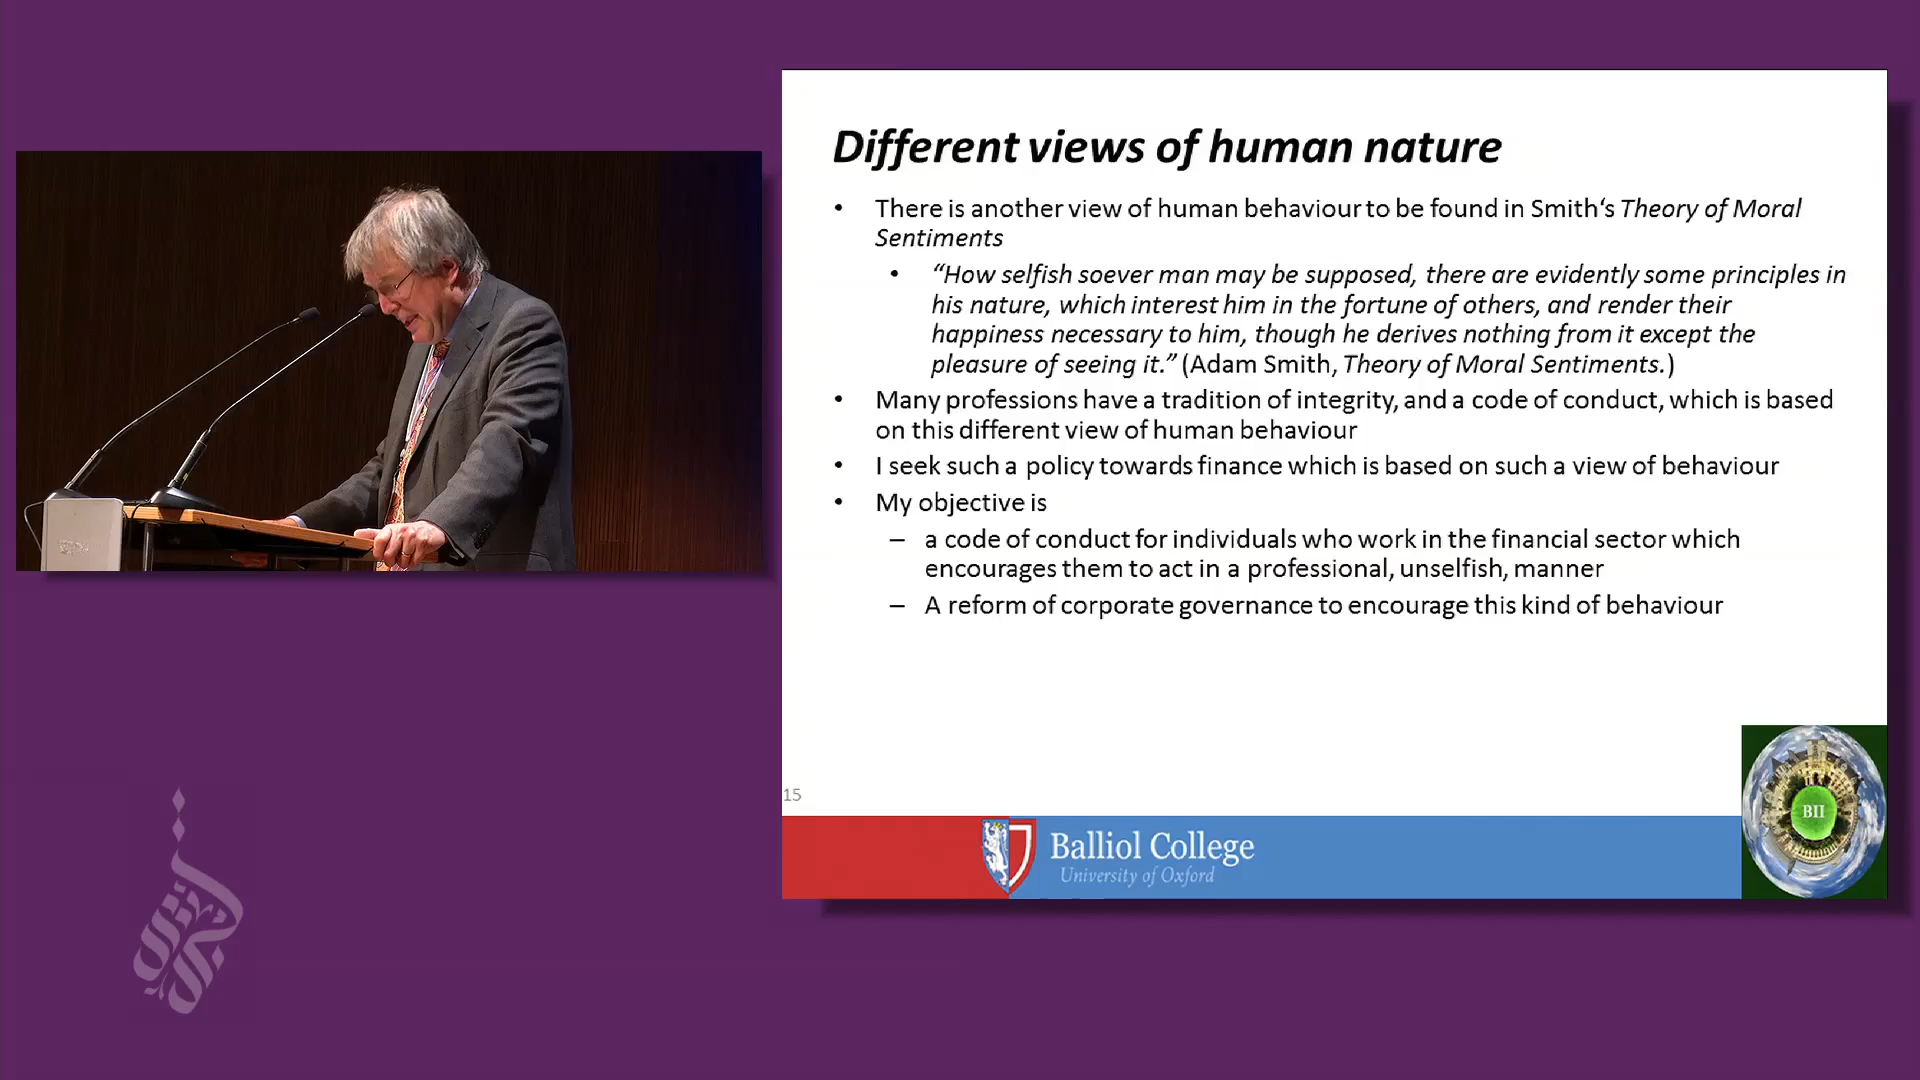 Different views of human nature
• There is another view of human behaviour to be found in Smith‘s Theory of Moral
Sentiments
• “How selfish soever man may be supposed, there are evidently some principles in
his nature, which interest him in the fortune of others, and render their
happiness necessary to him, though he derives nothing from it except the
pleasure of seeing it.” (Adam Smith, Theory of Moral Sentiments.)
• Many professions have a tradition of integrity, and a code of conduct, which is based
on this different view of human behaviour
• I seek such a policy towards finance which is based on such a view of behaviour
• My objective is
– a code of conduct for individuals who work in the financial sector which
encourages them to act in a professional, unselfish, manner
– A reform of corporate governance to encourage this kind of behaviour
15
Balliol College
University of Oxford
BII